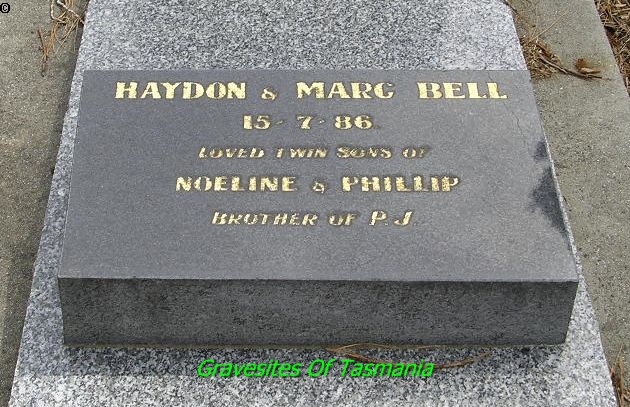 ©
HAYDON & MARC BELL
15-7-86.
LOVED TWIN SONS OF
NOELINE & PHILLIP
BROTHER OF P.J.
Gravesites Of Tasmania